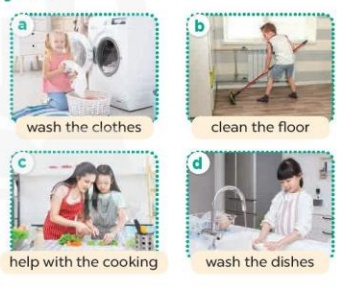 a
wash the clothes
b
clean the floor
c
help with the cooking
d
wash the dishes